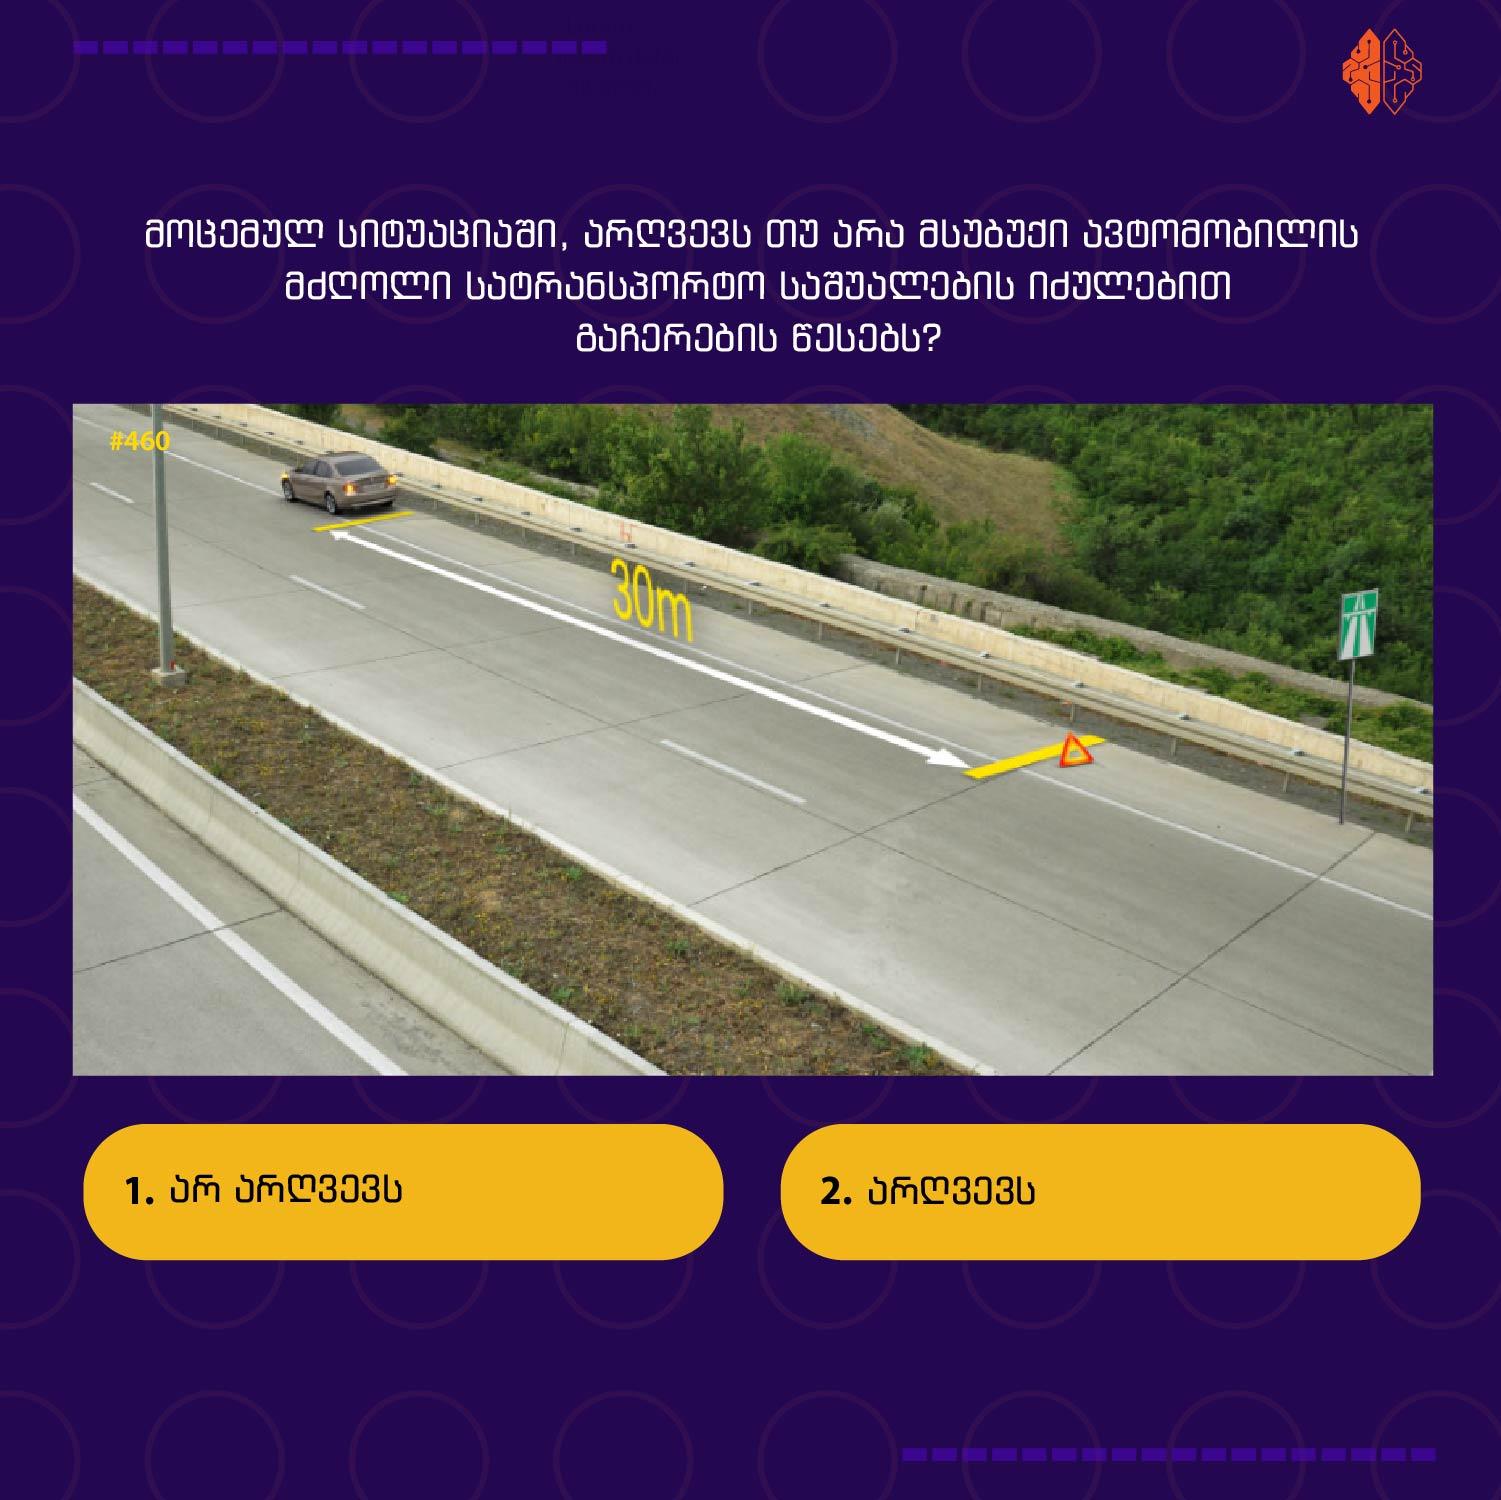 მოცემულ სიტუაციაში, არღვევს თუ არა მსუბუქი ავტომობილის
მძღოლი სატრანსპორტო საშუალების იძულებით
გაჩერების წესებს?
#460
30m
1. არ არღვევს
2. არღვევს